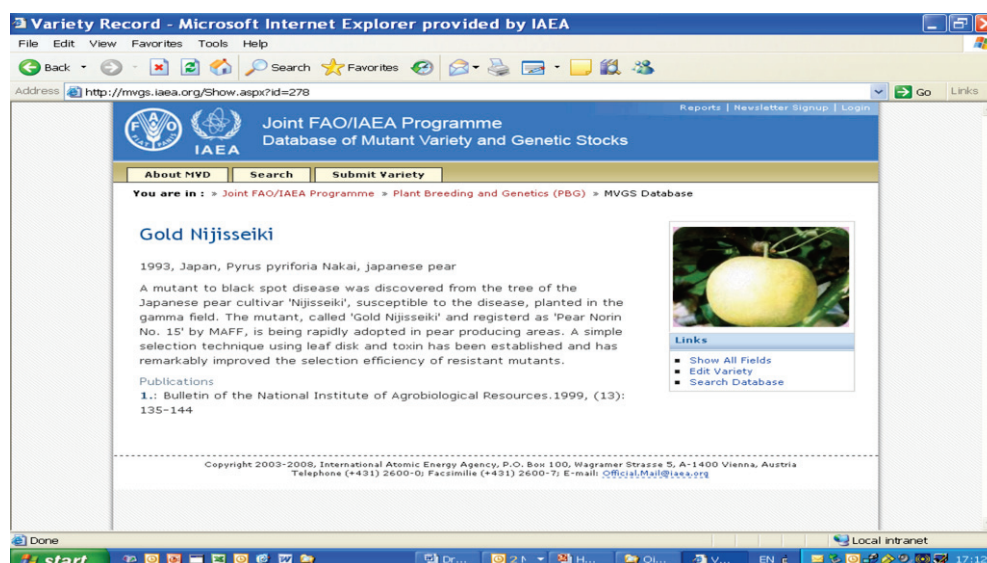 Variety Record - Microsoft Internet Explorer provided by IAEA
File Edit View Favorites Tools Help
Back Search Favorites
Address http://mvgs.iaea.org/Show.aspx?id=278 Go Links
Reports | Newsletter Signup | Login
FAO FIAT PANIS
IAEA
Joint FAO/IAEA Programme
Database of Mutant Variety and Genetic Stocks
About MVD Search Submit Variety
You are in : » Joint FAO/IAEA Programme » Plant Breeding and Genetics (PBG) » MVGS Database
Gold Nijisseiki
1993, Japan, Pyrus pyriforia Nakai, japanese pear
A mutant to black spot disease was discovered from the tree of the
Japanese pear cultivar 'Nijisseiki', susceptible to the disease, planted in the
gamma field. The mutant, called 'Gold Nijisseiki' and registerd as 'Pear Norin
No. 15' by MAFF, is being rapidly adopted in pear producing areas. A simple
selection technique using leaf disk and toxin has been established and has
remarkably improved the selection efficiency of resistant mutants.
Publications
1.: Bulletin of the National Institute of Agrobiological Resources.1999, (13):
135-144
Links
Show All Fields
Edit Variety
Search Database
Copyright 2003-2008, International Atomic Energy Agency, P.O. Box 100, Wagramer Strasse 5, A-1400 Vienna, Austria
Telephone (+431) 2600-0; Facsimilie (+431) 2600-7; E-mail: Official.Mail@iaea.org
Done Local intranet
start Dr... H... V... EN 17:12